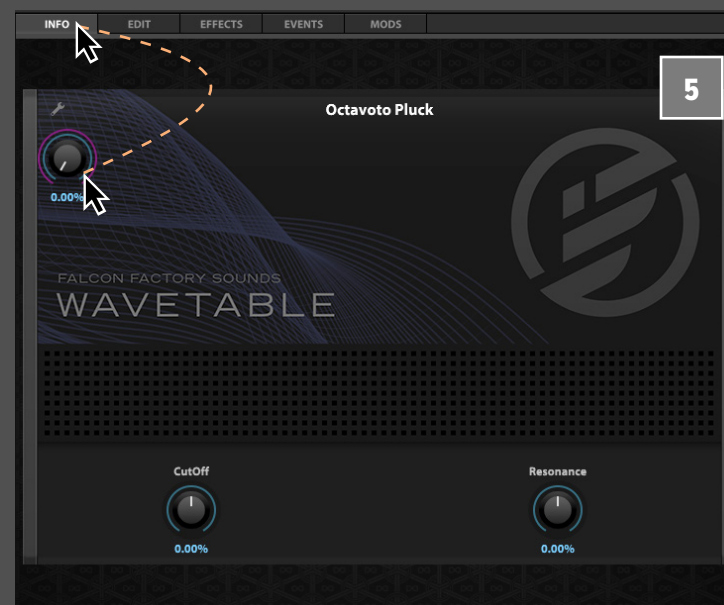 INFO EDIT EFFECTS EVENTS MODS
5
Octavoto Pluck
0.00%
FALCON FACTORY SOUNDS
WAVETABLE
CutOff Resonance
0.00% 0.00%